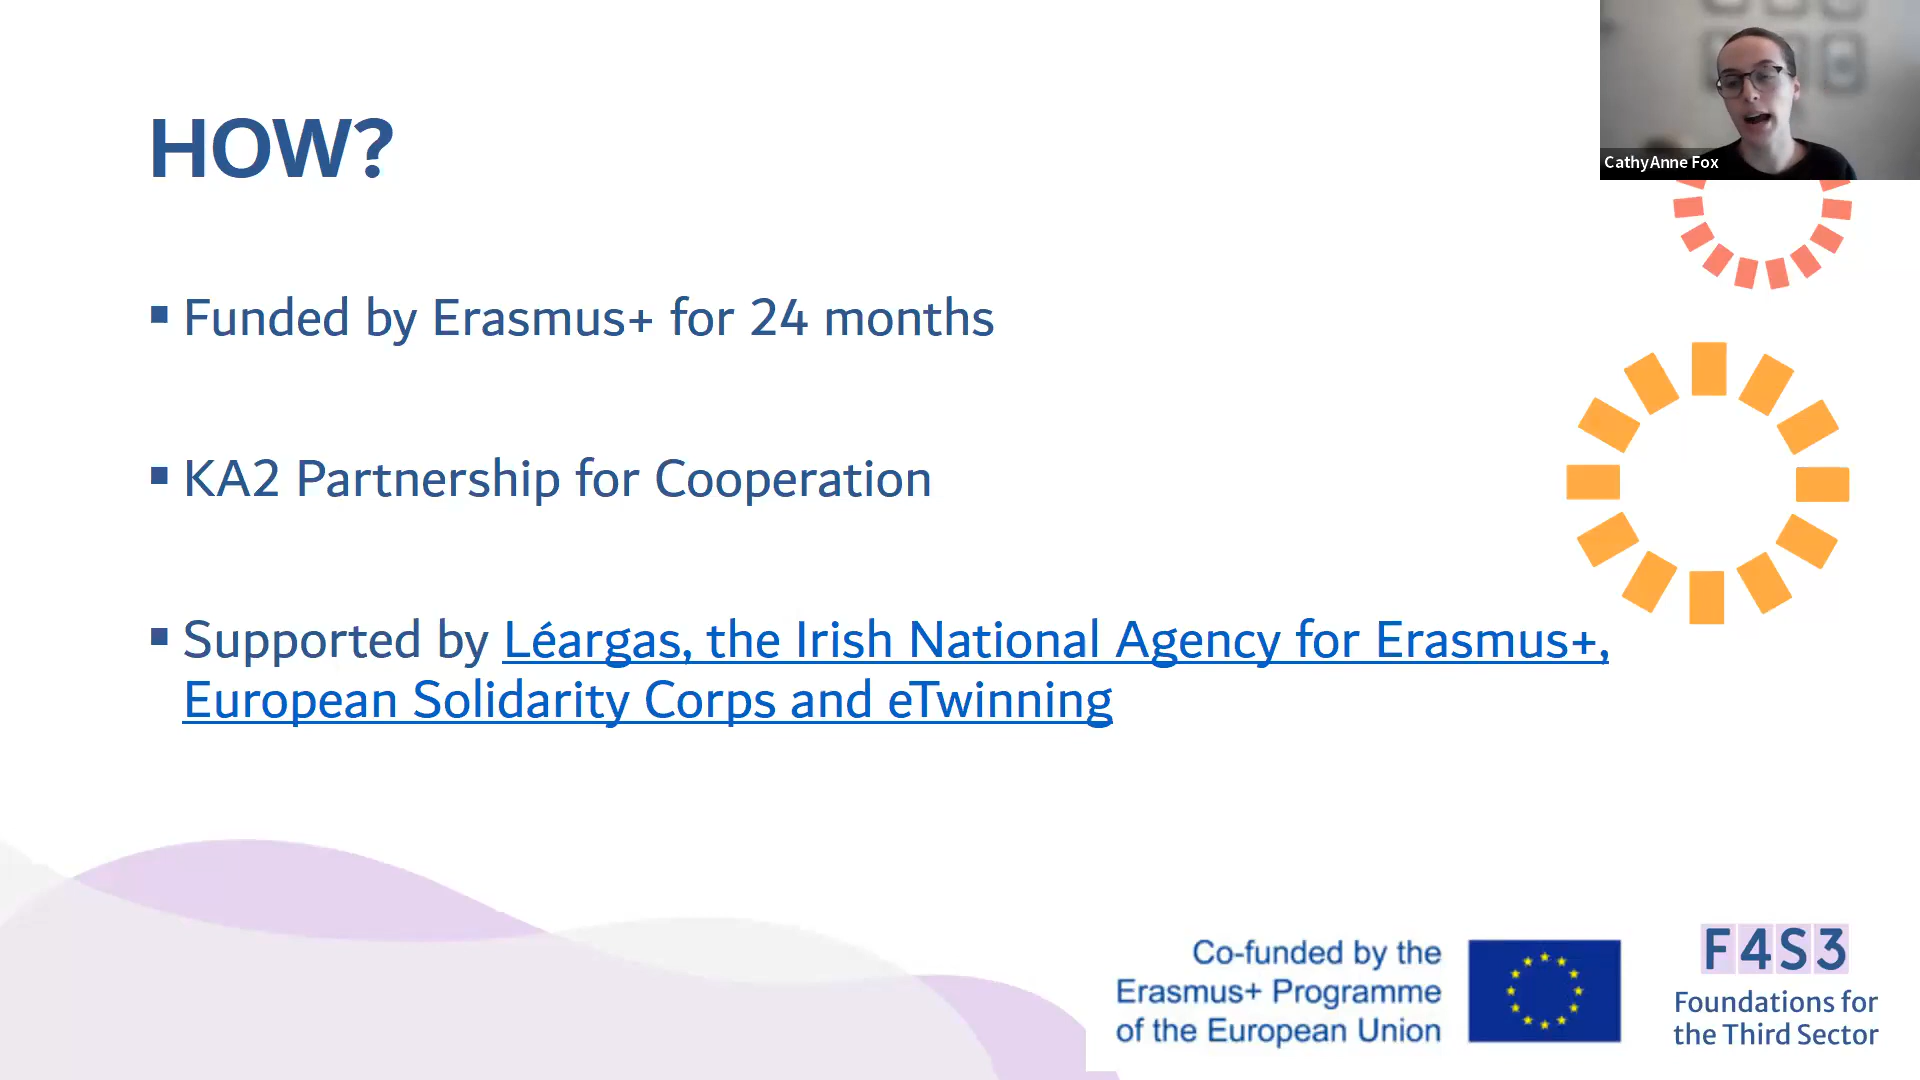 HOW?
CathyAnne Fox
▪ Funded by Erasmus+ for 24 months
▪ KA2 Partnership for Cooperation
▪ Supported by Léargas, the Irish National Agency for Erasmus+,
European Solidarity Corps and eTwinning
Co-funded by the
Erasmus+ Programme
of the European Union
F4S3
Foundations for
the Third Sector